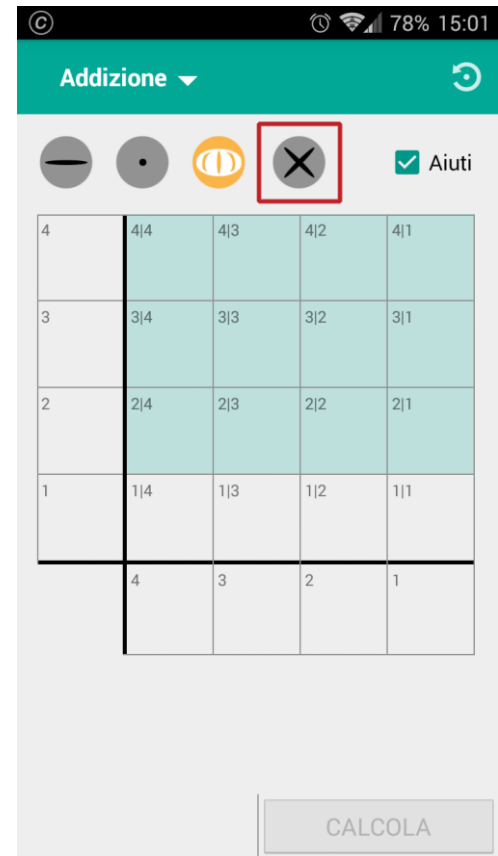 © 78% 15:01
Addizione
Aiuti
4 4|4 4|3 4|2 4|1
3 3|4 3|3 3|2 3|1
2 2|4 2|3 2|2 2|1
1 1|4 1|3 1|2 1|1
4 3 2 1
CALCOLA